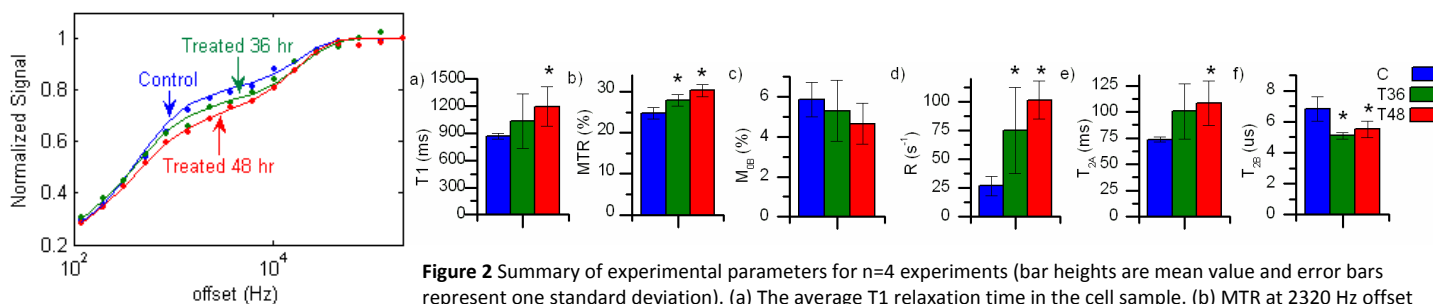 Normalized Signal
1
0.8
0.6
0.4
0.2
10²
10⁴
offset (Hz)
Treated 36 hr
Control
Treated 48 hr
a)
T1 (ms)
1500
1200
900
600
300
0
*
b)
MTR (%)
30
20
10
0
* *
c)
M0B (%)
6
4
2
0
d)
R (s⁻¹)
100
75
50
25
0
* *
e)
T2A (ms)
125
100
75
50
25
0
*
f)
T2B (us)
8
6
4
2
0
* *
C
T36
T48
Figure 2 Summary of experimental parameters for n=4 experiments (bar heights are mean value and error bars
represent one standard deviation). (a) The average T1 relaxation time in the cell sample. (b) MTR at 2320 Hz offset